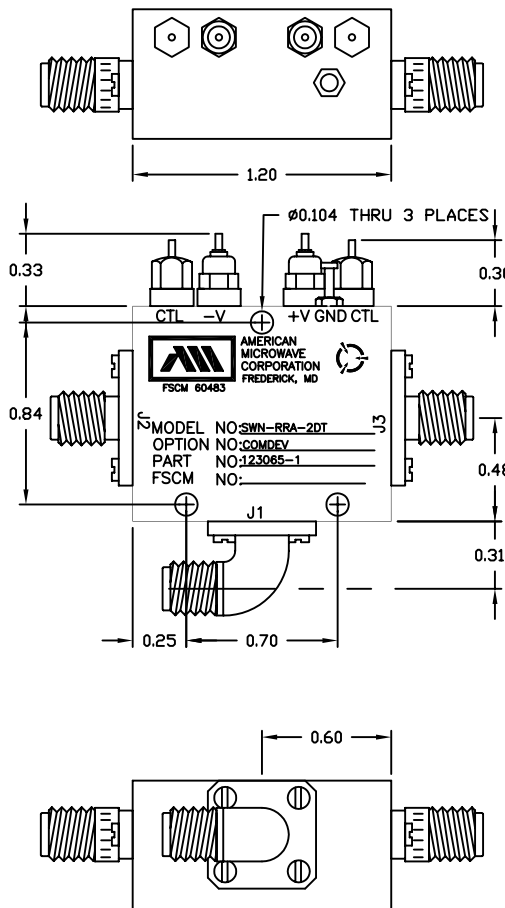 1.20
Ø0.104 THRU 3 PLACES
0.33
CTL -V +V GND CTL
AMERICAN
MICROWAVE
CORPORATION
FREDERICK, MD
FSCM 60483
0.84
J2
J3
MODEL NO:SWN-RRA-2DT
OPTION NO:COMDEV
PART NO:123065-1
FSCM NO:
J1
0.31
0.25
0.70
0.60